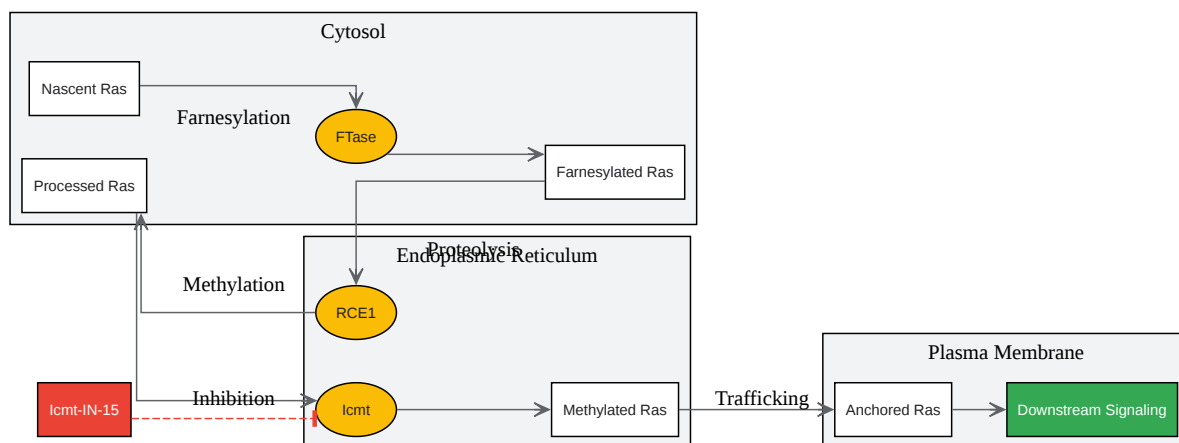 Cytosol
Nascent Ras
Farnesylation
FTase
Farnesylated Ras
Processed Ras
Proteolysis
Endoplasmic Reticulum
Methylation
RCE1
Icmt-IN-15
Inhibition
Icmt
Methylated Ras
Trafficking
Plasma Membrane
Anchored Ras
Downstream Signaling